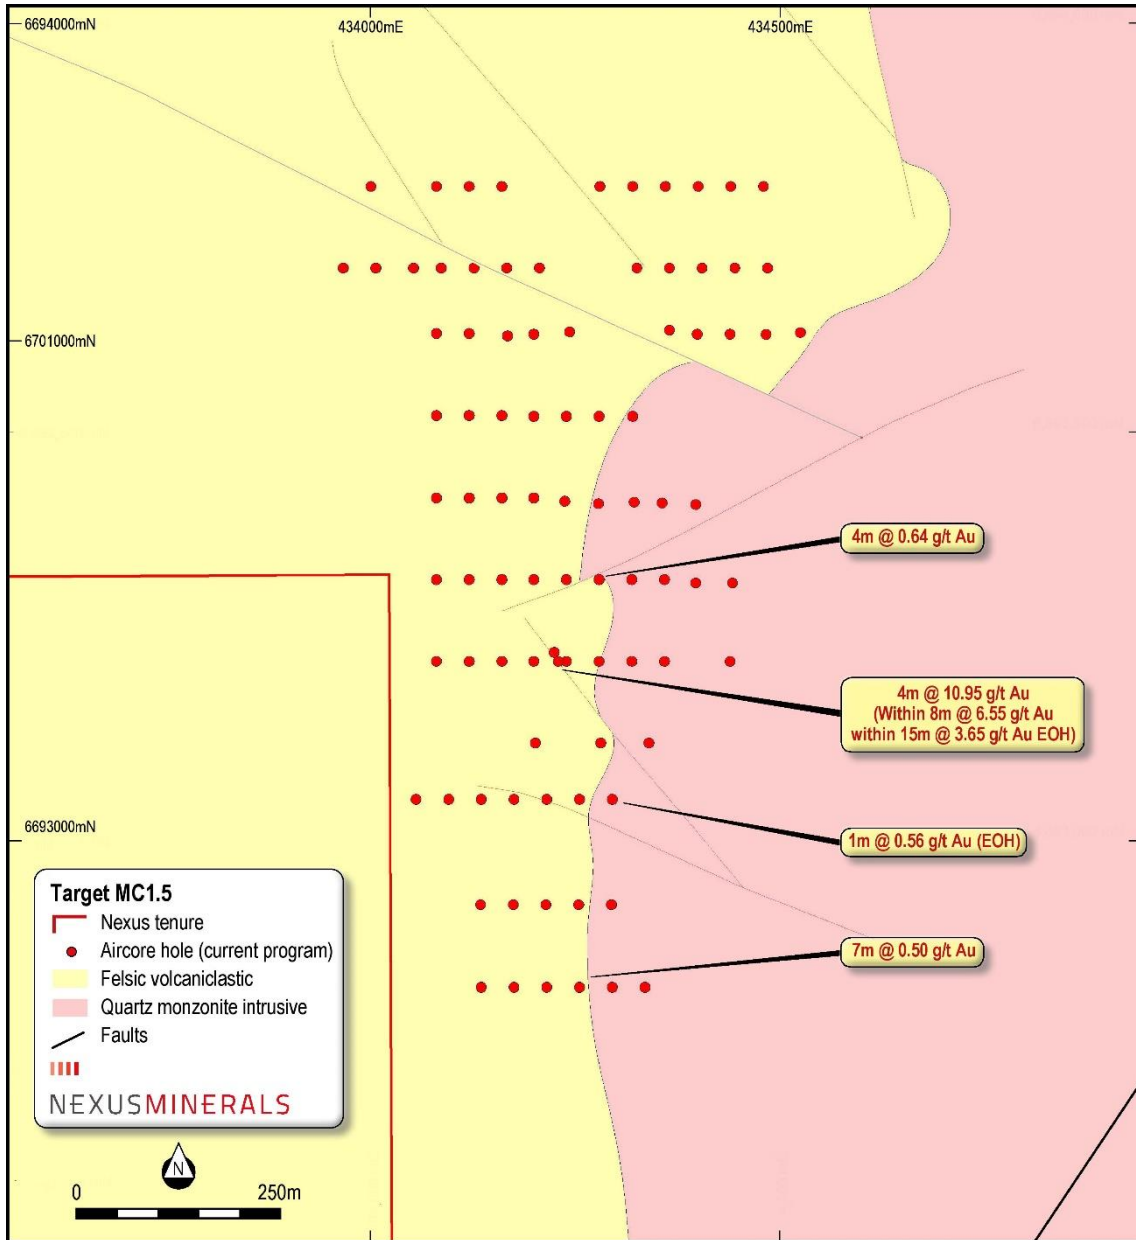 6694000mN
434000mE
434500mE
6701000mN
4m @ 0.64 g/t Au
4m @ 10.95 g/t Au
(Within 8m @ 6.55 g/t Au
within 15m @ 3.65 g/t Au EOH)
6693000mN
1m @ 0.56 g/t Au (EOH)
7m @ 0.50 g/t Au
Target MC1.5
Nexus tenure
Aircore hole (current program)
Felsic volcaniclastic
Quartz monzonite intrusive
Faults
NEXUSMINERALS
N
0
250m